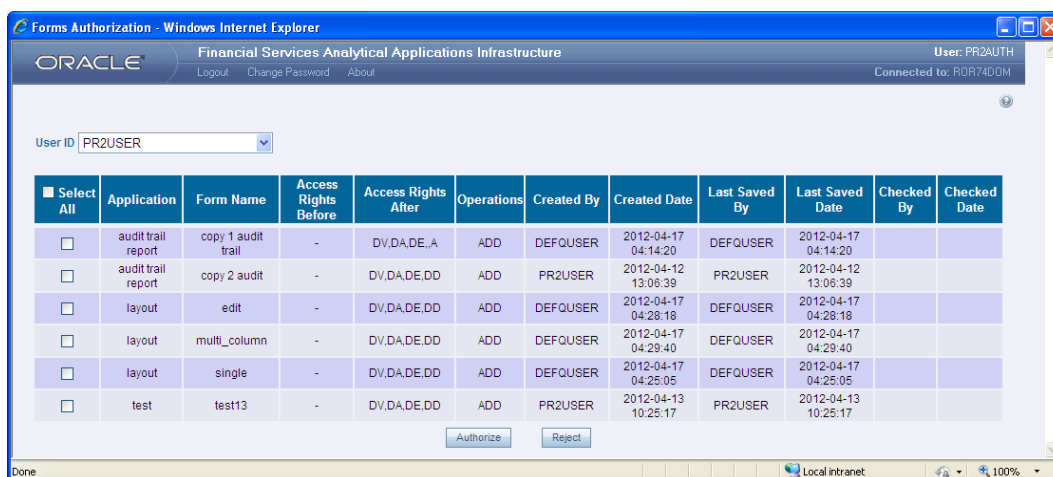 Forms Authorization - Windows Internet Explorer
ORACLE
Financial Services Analytical Applications Infrastructure
User: PR2AUTH
Logout Change Password About
Connected to: ROR74DOM
User ID PR2USER
Select All Application Form Name Access Rights Before Access Rights After Operations Created By Created Date Last Saved By Last Saved Date Checked By Checked Date
audit trail report copy 1 audit trail - DV,DA,DE,,A ADD DEFQUSER 2012-04-17 04:14:20 DEFQUSER 2012-04-17 04:14:20
audit trail report copy 2 audit - DV,DA,DE,DD ADD PR2USER 2012-04-12 13:06:39 PR2USER 2012-04-12 13:06:39
layout edit - DV,DA,DE,DD ADD DEFQUSER 2012-04-17 04:28:18 DEFQUSER 2012-04-17 04:28:18
layout multi_column - DV,DA,DE,DD ADD DEFQUSER 2012-04-17 04:29:40 DEFQUSER 2012-04-17 04:29:40
layout single - DV,DA,DE,DD ADD DEFQUSER 2012-04-17 04:25:05 DEFQUSER 2012-04-17 04:25:05
test test13 - DV,DA,DE,DD ADD PR2USER 2012-04-13 10:25:17 PR2USER 2012-04-13 10:25:17
Authorize Reject
Done Local intranet 100%